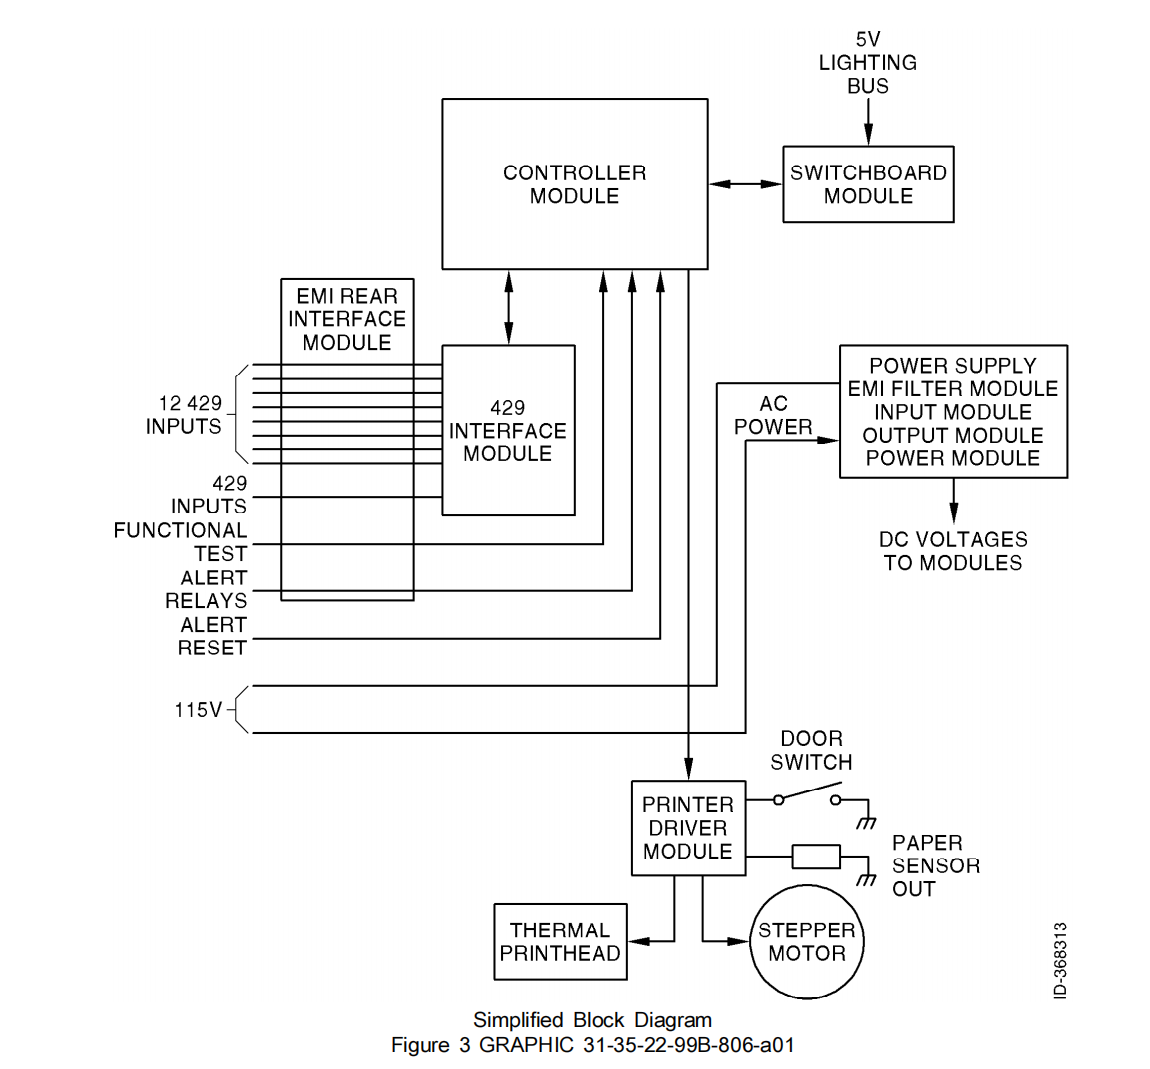 5V
LIGHTING
BUS
CONTROLLER
MODULE
SWITCHBOARD
MODULE
EMI REAR
INTERFACE
MODULE
12 429
INPUTS
429
INTERFACE
MODULE
AC
POWER
POWER SUPPLY
EMI FILTER MODULE
INPUT MODULE
OUTPUT MODULE
POWER MODULE
429
INPUTS
FUNCTIONAL
TEST
ALERT
RELAYS
ALERT
RESET
DC VOLTAGES
TO MODULES
115V
DOOR
SWITCH
PRINTER
DRIVER
MODULE
PAPER
SENSOR
OUT
THERMAL
PRINTHEAD
STEPPER
MOTOR
ID-368313
Simplified Block Diagram
Figure 3 GRAPHIC 31-35-22-99B-806-a01